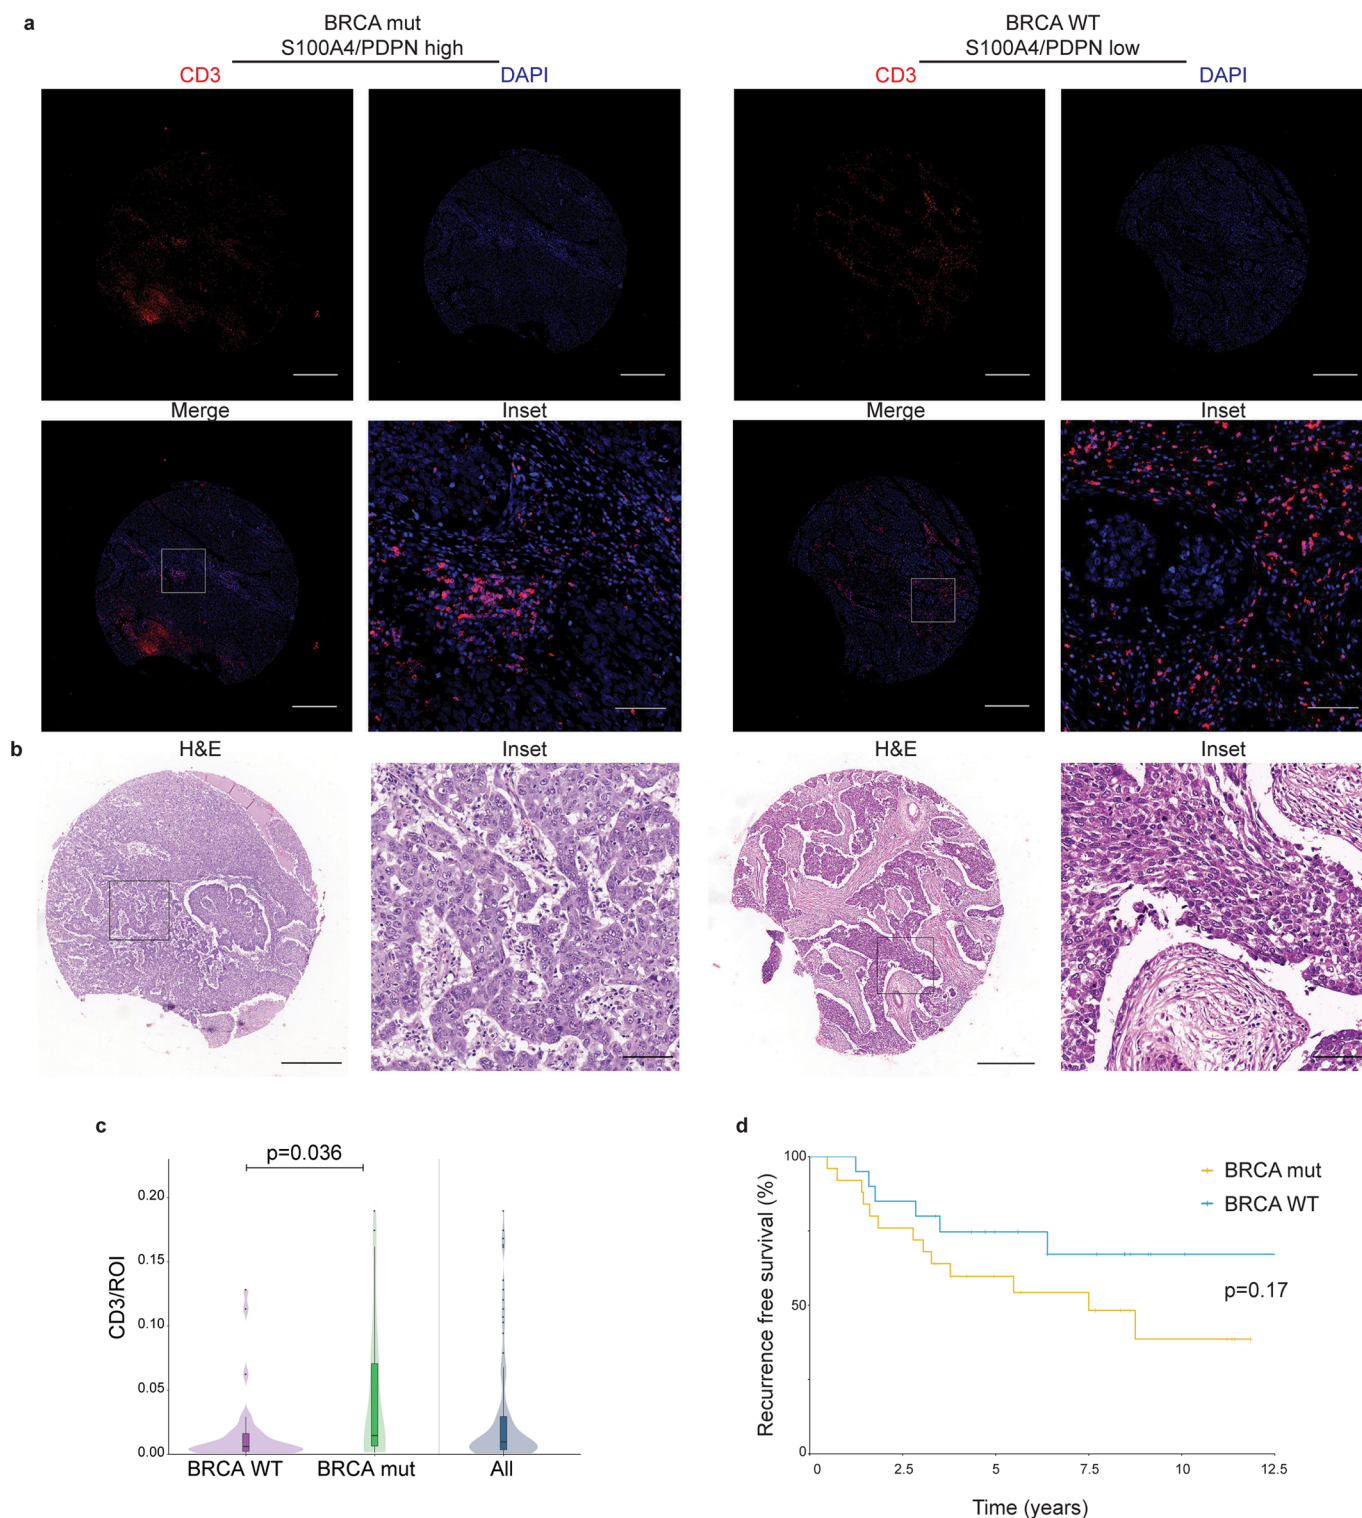 a
BRCA mut
S100A4/PDPN high
BRCA WT
S100A4/PDPN low
CD3
DAPI
CD3
DAPI
Merge
Inset
Merge
Inset
b
H&E
Inset
H&E
Inset
c
p=0.036
CD3/ROI
0.20
0.15
0.10
0.05
0.00
BRCA WT
BRCA mut
All
d
Recurrence free survival (%)
100
50
0
BRCA mut
BRCA WT
p=0.17
0
2.5
5
7.5
10
12.5
Time (years)